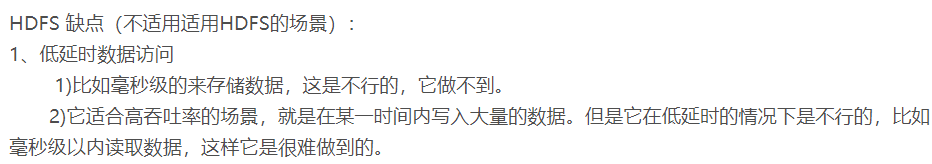 HDFS 缺点（不适用适用HDFS的场景）：
1、低延时数据访问
1)比如毫秒级的来存储数据，这是不行的，它做不到。
2)它适合高吞吐率的场景，就是在某一时间内写入大量的数据。但是它在低延时的情况下是不行的，比如
毫秒级以内读取数据，这样它是很难做到的。